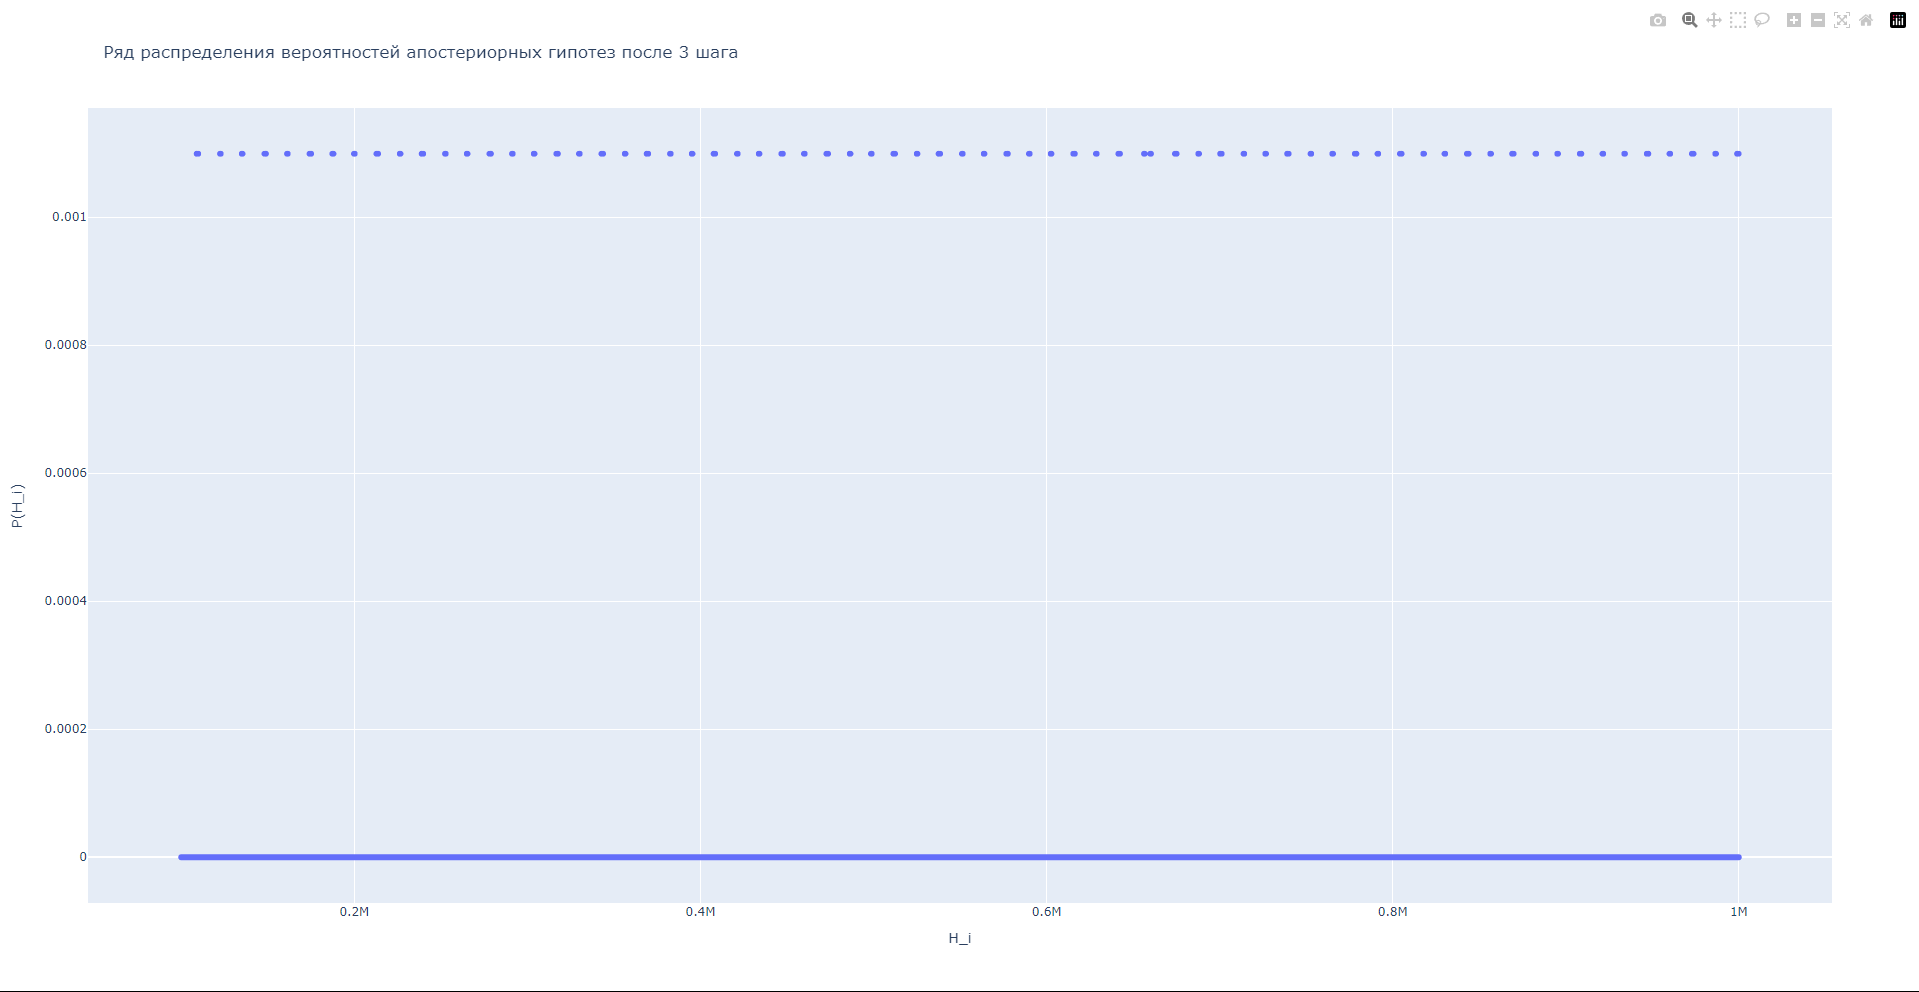 Ряд распределения вероятностей апостериорных гипотез после 3 шага
0.001
0.0008
0.0006
0.0004
0.0002
0
P(H_i)
0.2M 0.4M 0.6M 0.8M 1M
H_i